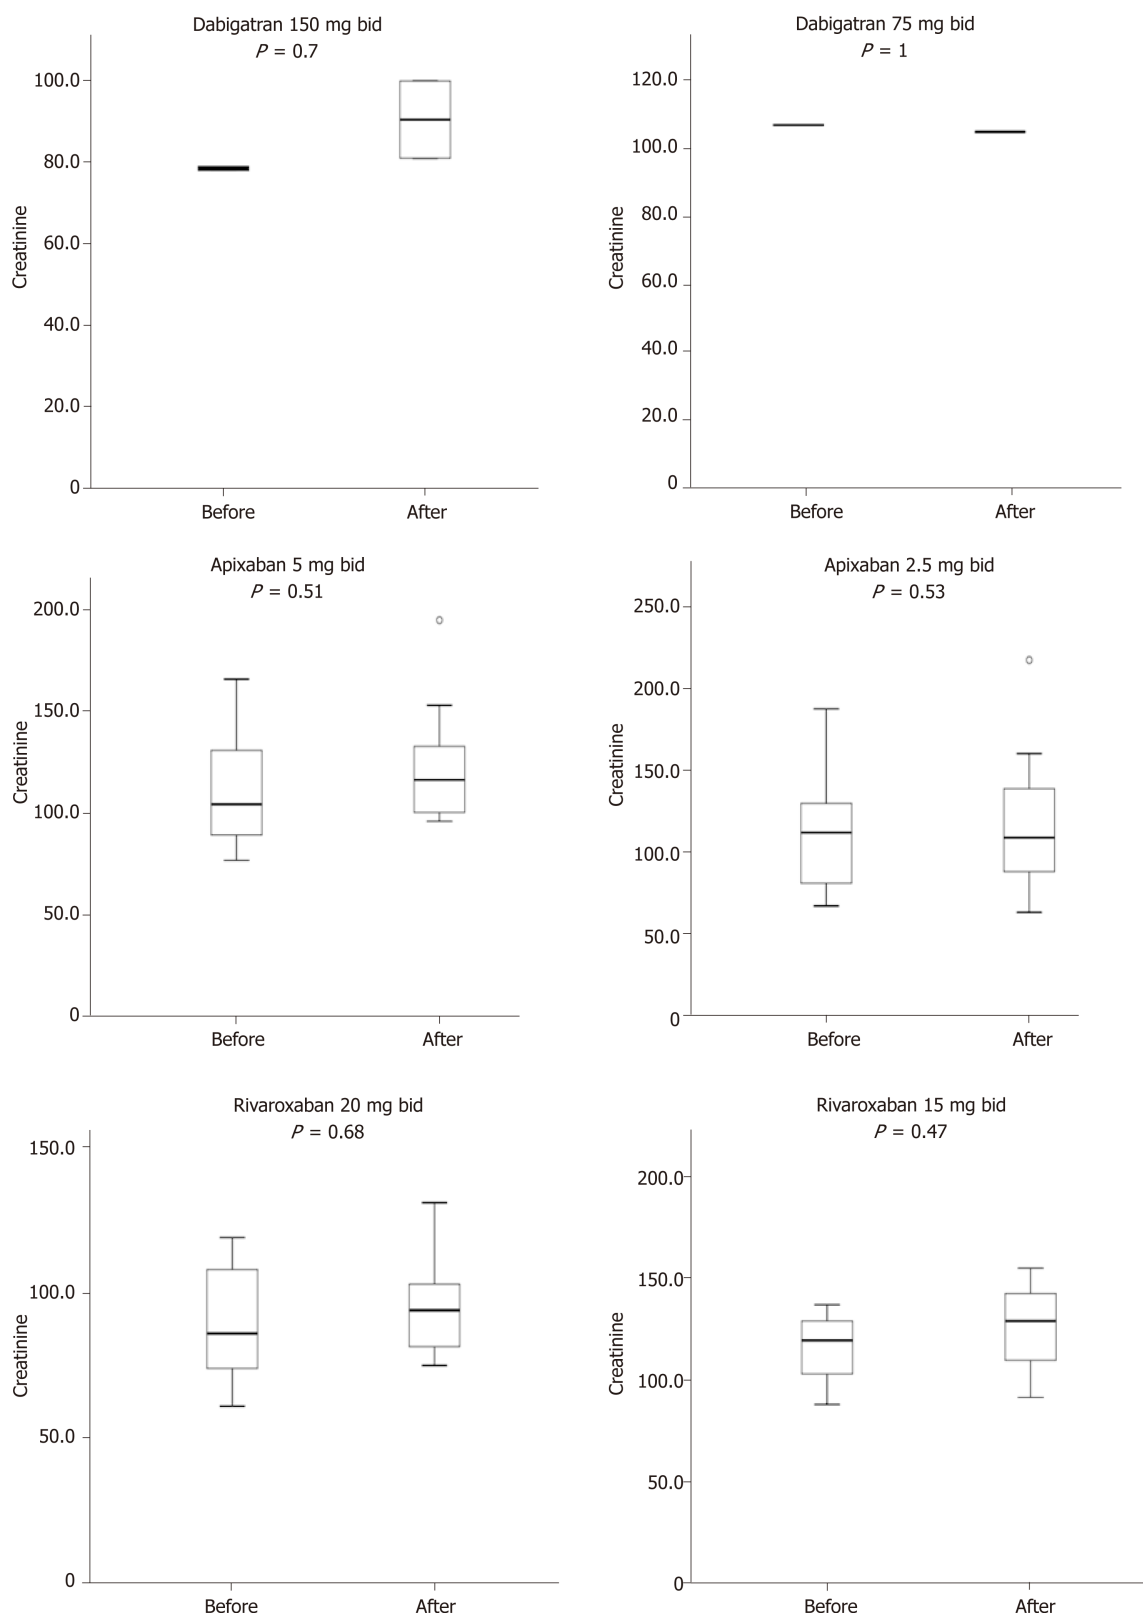 Dabigatran 150 mg bid
P = 0.7
100.0
80.0
60.0
40.0
20.0
0
Creatinine
Before
After
Dabigatran 75 mg bid
P = 1
120.0
100.0
80.0
60.0
40.0
20.0
0
Creatinine
Before
After
Apixaban 5 mg bid
P = 0.51
200.0
150.0
100.0
50.0
0
Creatinine
Before
After
Apixaban 2.5 mg bid
P = 0.53
250.0
200.0
150.0
100.0
50.0
0
Creatinine
Before
After
Rivaroxaban 20 mg bid
P = 0.68
150.0
100.0
50.0
0
Creatinine
Before
After
Rivaroxaban 15 mg bid
P = 0.47
200.0
150.0
100.0
50.0
0
Creatinine
Before
After